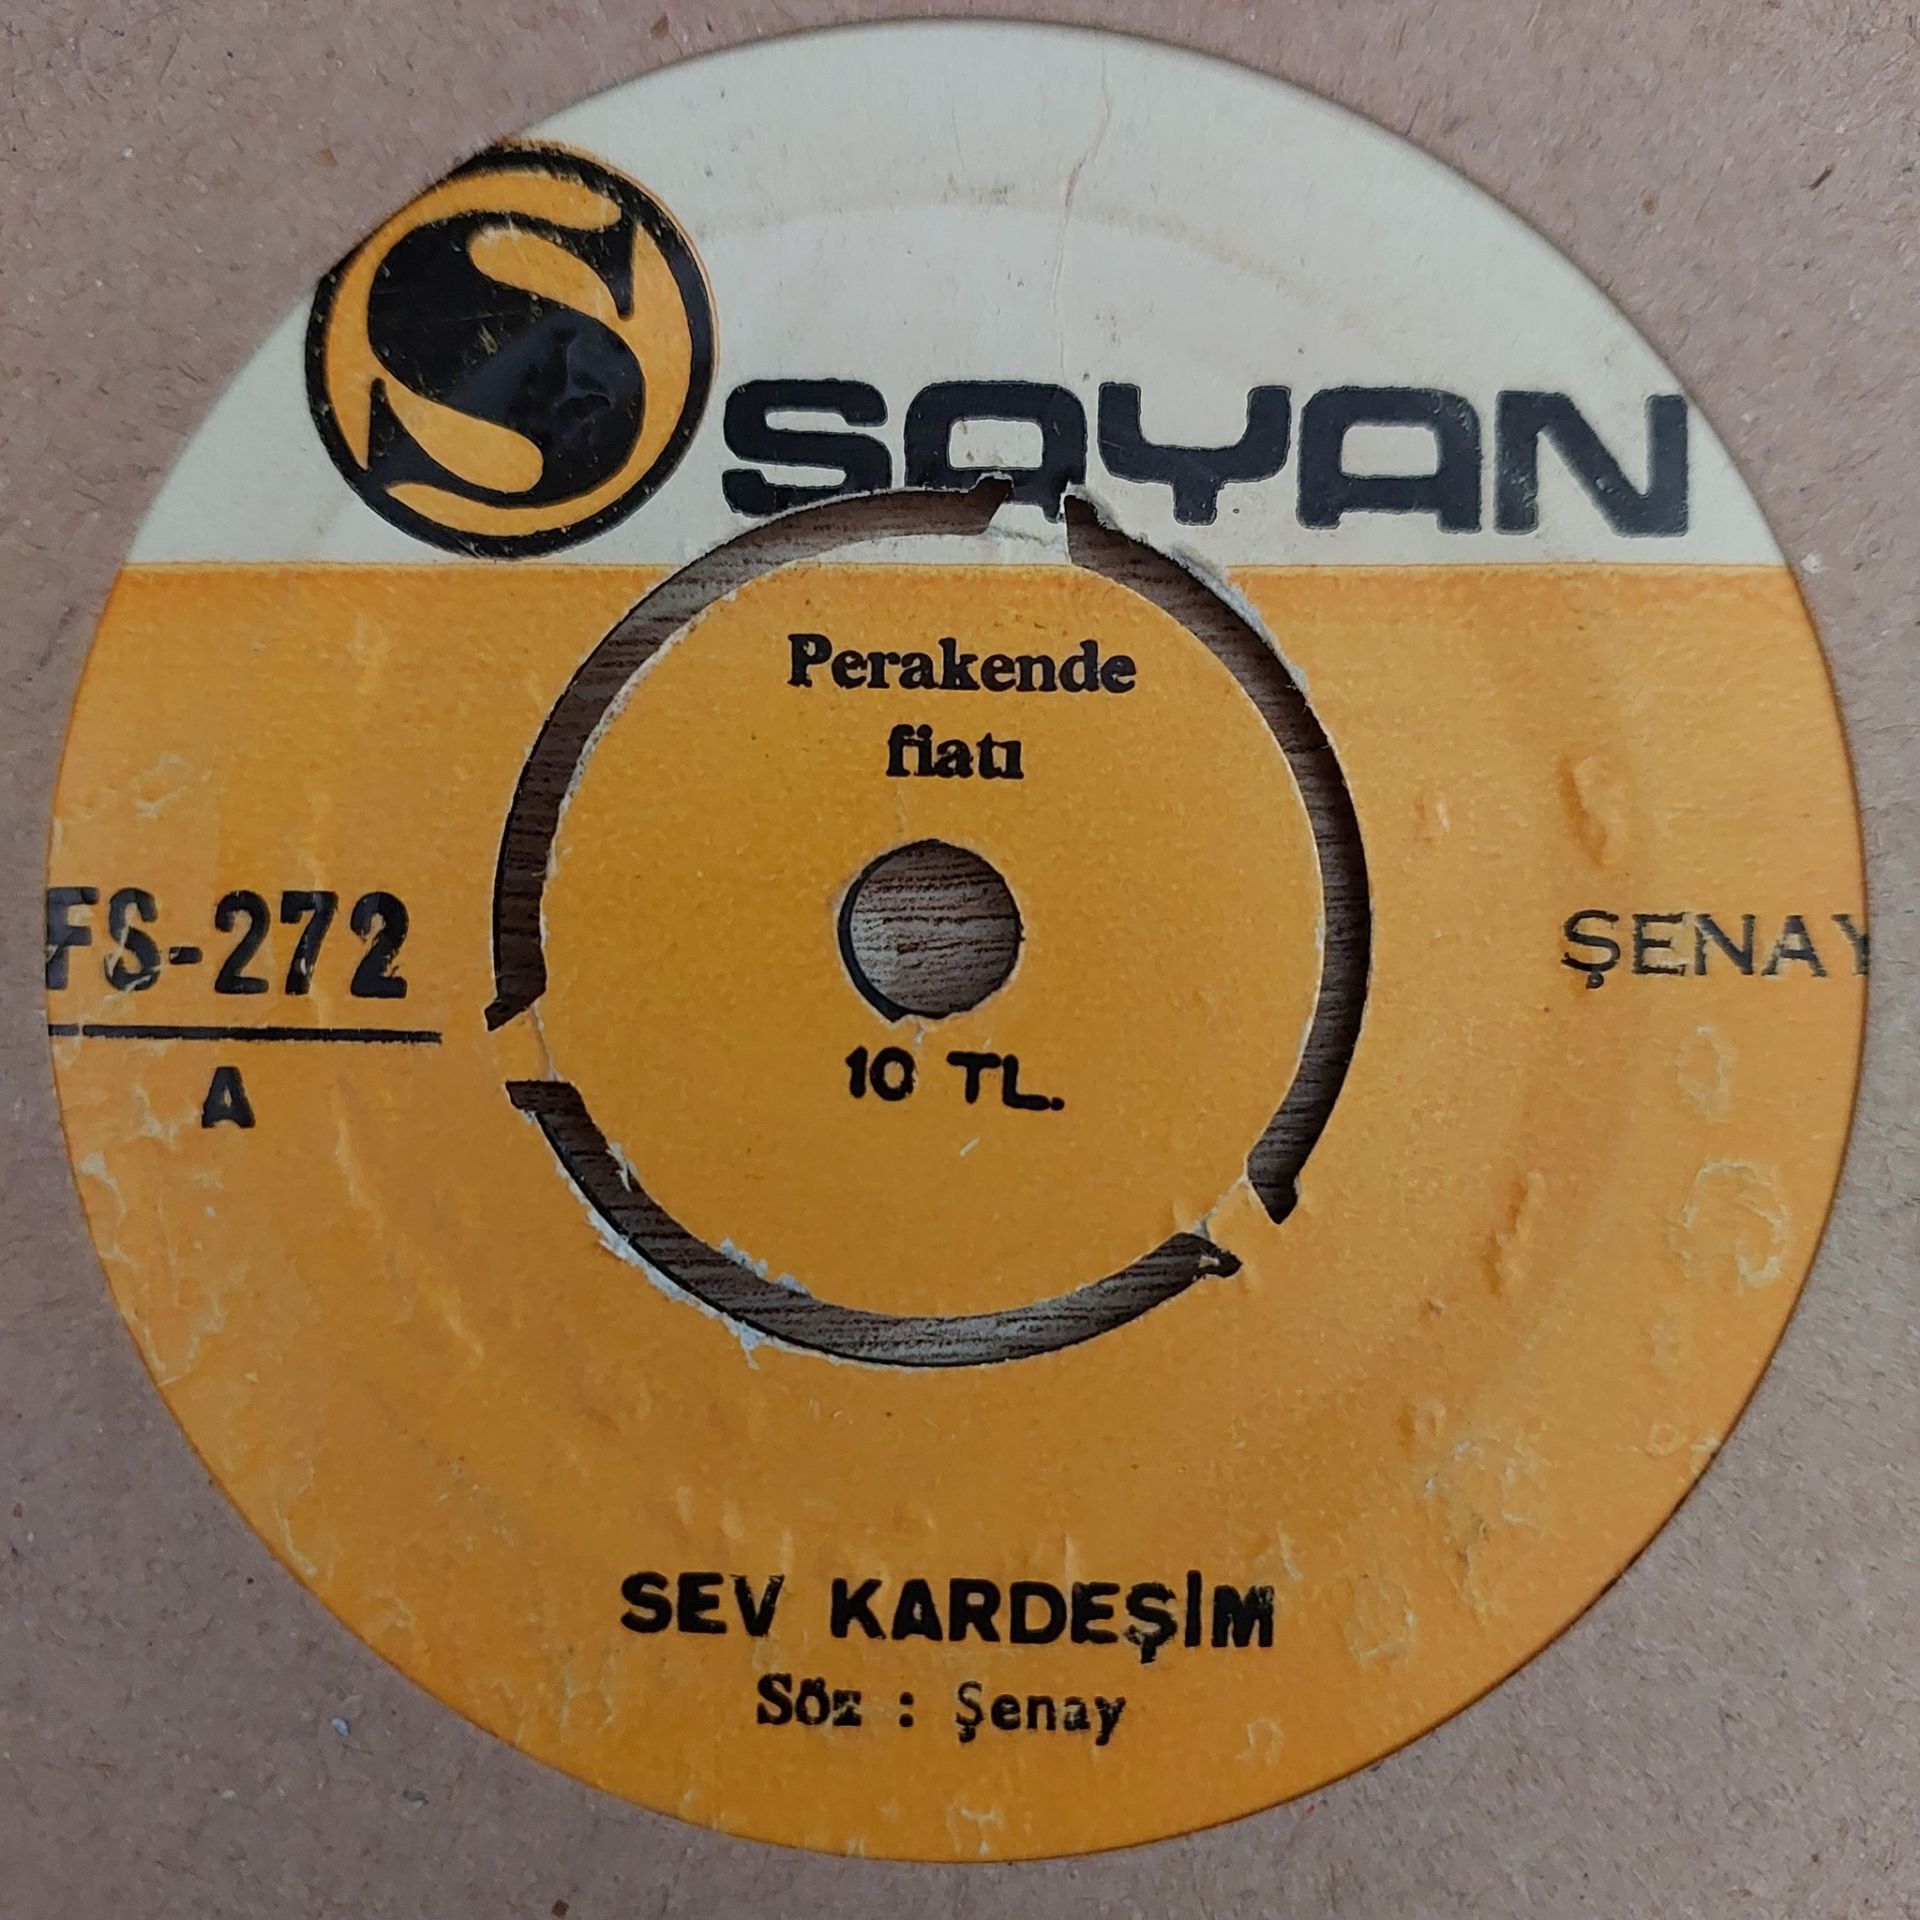 S
SAYAN
Perakende
fiatı
FS-272
ŞENAY
A
10 TL.
SEV KARDEŞİM
Söz : Şenay